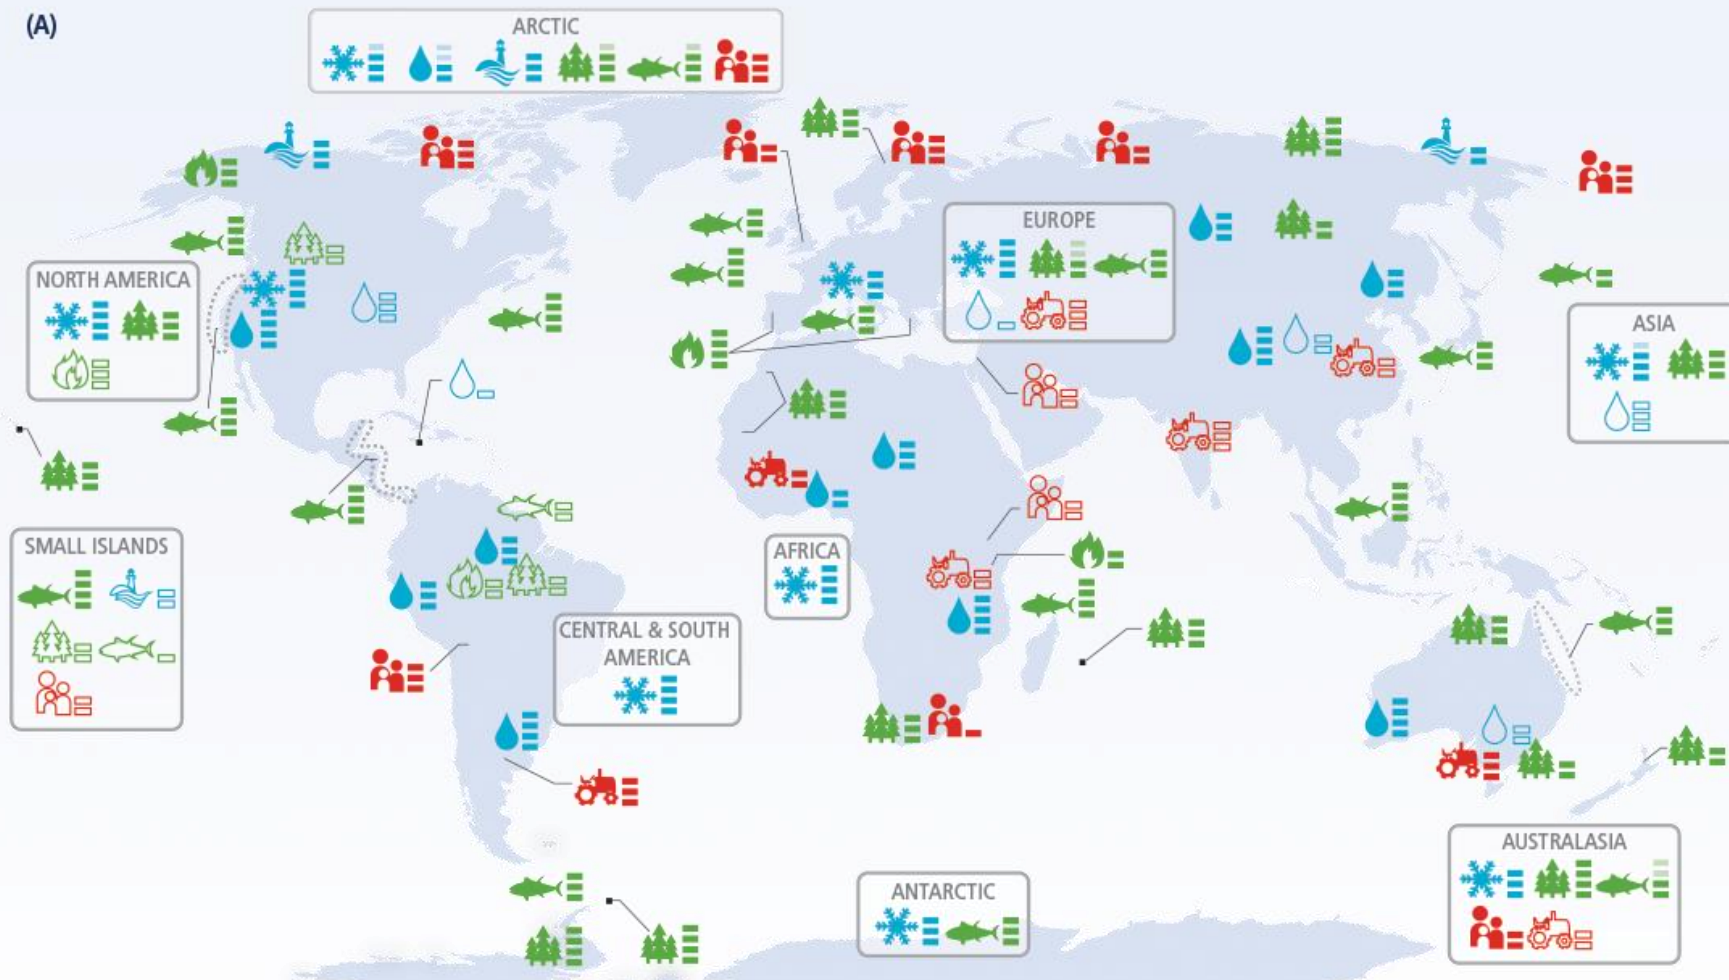 (A)
ARCTIC
EUROPE
NORTH AMERICA
ASIA
SMALL ISLANDS
AFRICA
CENTRAL & SOUTH
AMERICA
AUSTRALASIA
ANTARCTIC